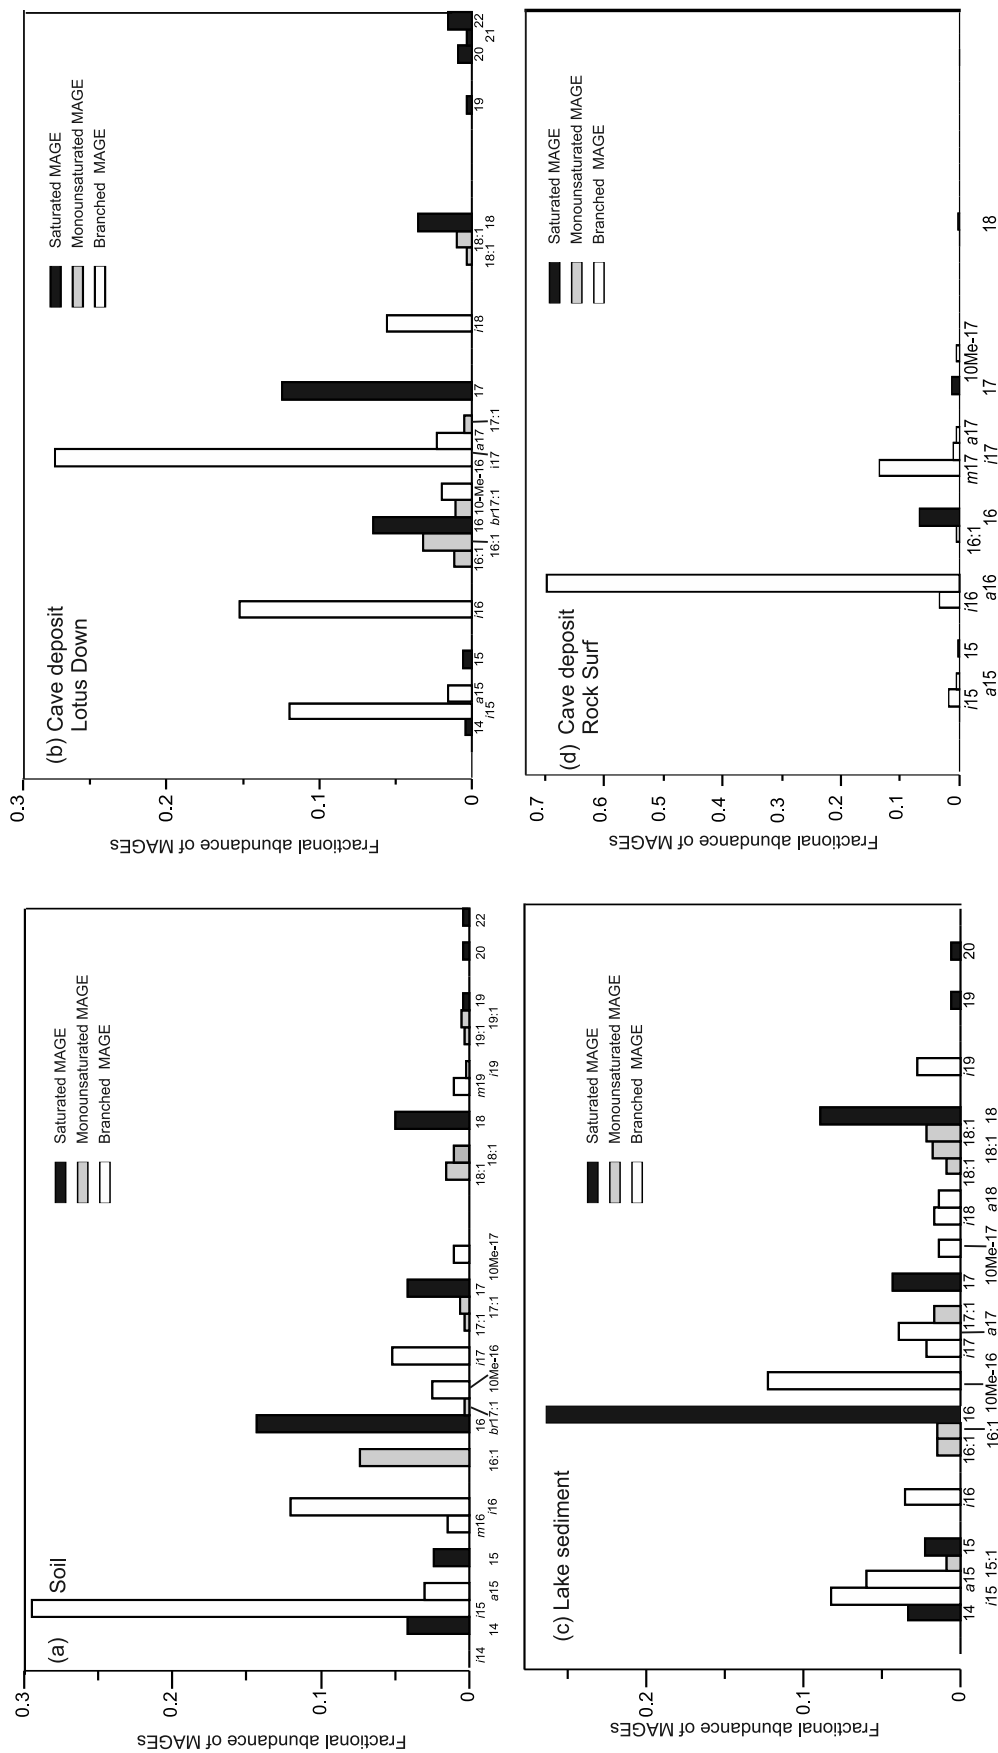 (a) Soil
Saturated MAGE
Monounsaturated MAGE
Branched MAGE
Fractional abundance of MAGEs
0.3
0.2
0.1
0
i14 14 i15 a15 15 m16 i16 16:1 16 br17:1 10Me-16 i17 17:1 17:1 17 10Me-17 18:1 18:1 18 m19 i19 19:1 19:1 19 20 22
(b) Cave deposit
Lotus Down
Saturated MAGE
Monounsaturated MAGE
Branched MAGE
Fractional abundance of MAGEs
0.3
0.2
0.1
0
14 i15 a15 15 i16 16:1 16:1 16 br17:1 10-Me-16 i17 a17 17:1 17 i18 18:1 18:1 18 19 20 21 22
(c) Lake sediment
Saturated MAGE
Monounsaturated MAGE
Branched MAGE
Fractional abundance of MAGEs
0.2
0.1
0
14 i15 a15 15:1 15 i16 16:1 16:1 16 10Me-16 i17 a17 17:1 17 10Me-17 i18 a18 18:1 18:1 18:1 18 i19 19 20
(d) Cave deposit
Rock Surf
Saturated MAGE
Monounsaturated MAGE
Branched MAGE
Fractional abundance of MAGEs
0.7
0.6
0.5
0.4
0.3
0.2
0.1
0
i15 a15 15 i16 a16 16:1 16 m17 i17 a17 17 10Me-17 18